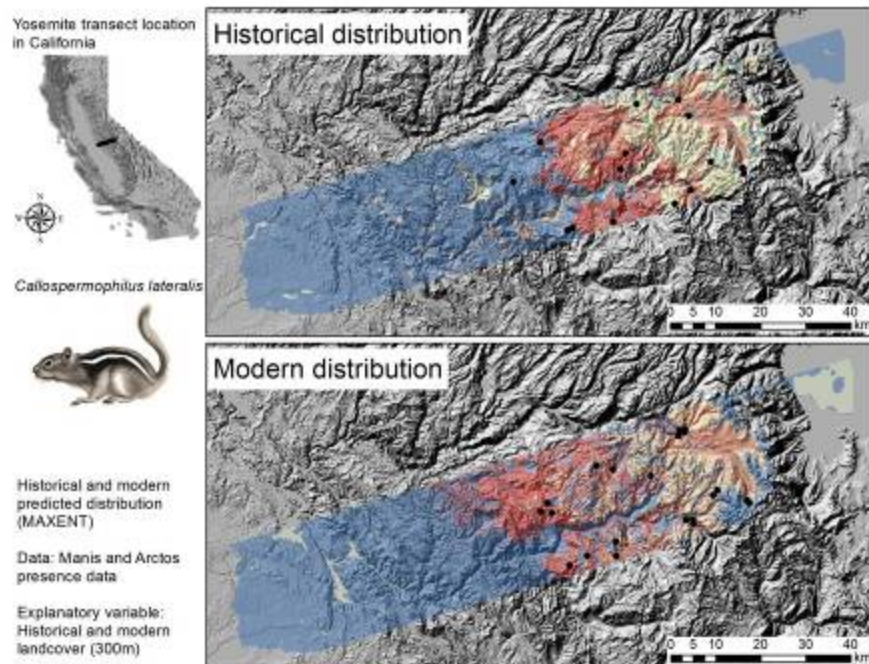 Yosemite transect location
in California
N
W
E
S
Callospermophilus lateralis
Historical and modern
predicted distribution
(MAXENT)
Data: Manis and Arctos
presence data
Explanatory variable:
Historical and modern
landcover (300m)
Historical distribution
0 5 10 20 30 40
km
Modern distribution
0 5 10 20 30 40
km